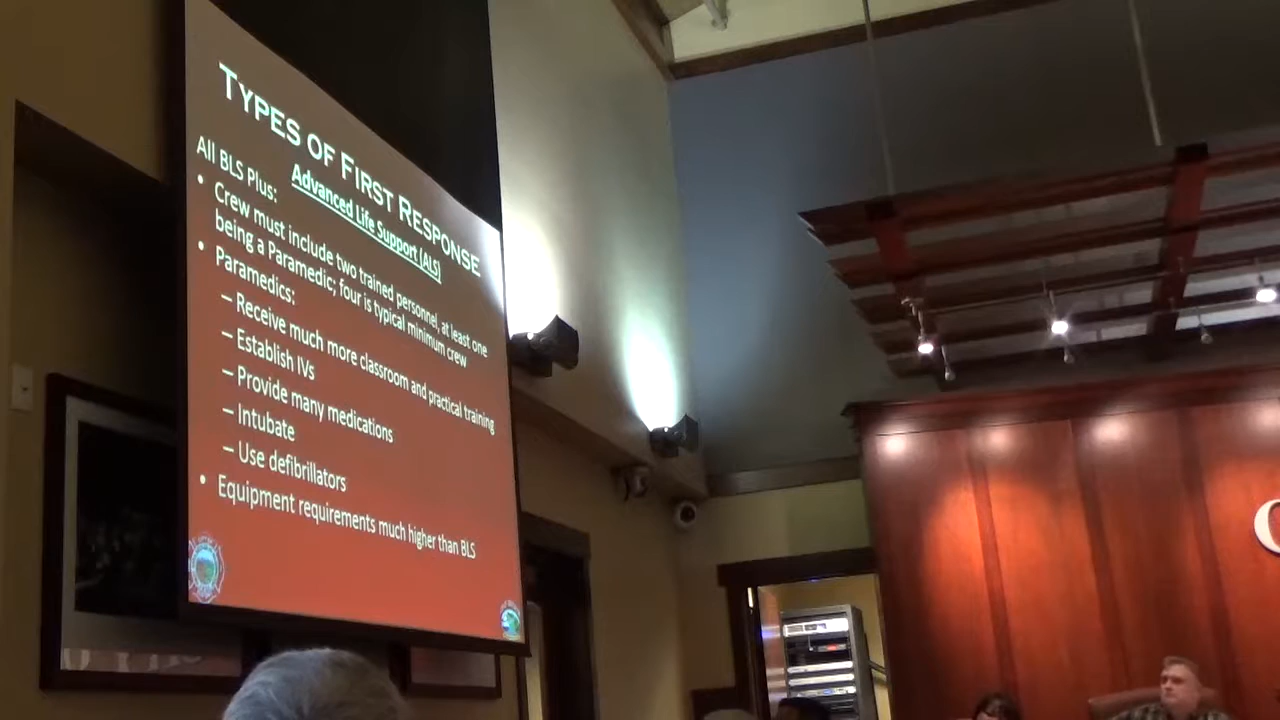 TYPES OF FIRST RESPONSE
Advanced Life Support (ALS)
All BLS Plus:
• Crew must include two trained personnel, at least one
being a Paramedic; four is typical minimum crew
• Paramedics:
– Receive much more classroom and practical training
– Establish IVs
– Provide many medications
– Intubate
– Use defibrillators
• Equipment requirements much higher than BLS